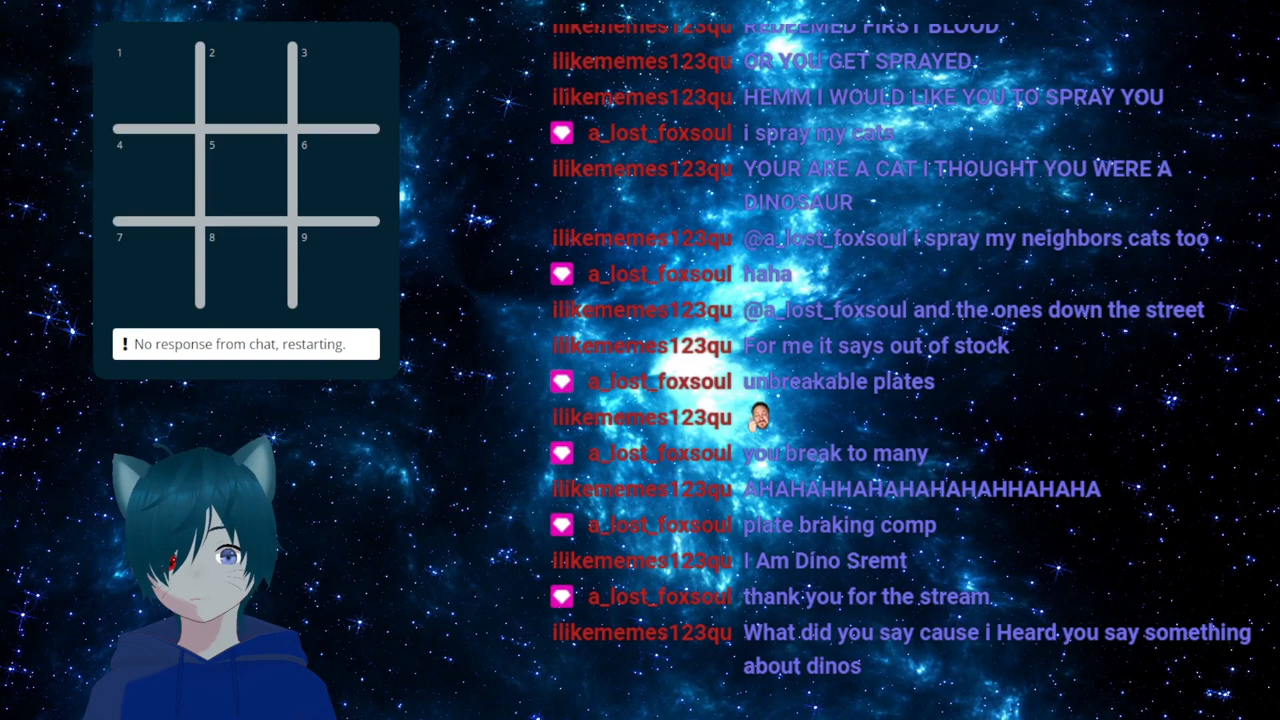 1 2 3
4 5 6
7 8 9
! No response from chat, restarting.
ilikememes123qu REDEEMED FIRST BLOOD
ilikememes123qu OR YOU GET SPRAYED.
ilikememes123qu HEMM I WOULD LIKE YOU TO SPRAY YOU
a_lost_foxsoul i spray my cats
ilikememes123qu YOUR ARE A CAT I THOUGHT YOU WERE A
DINOSAUR
ilikememes123qu @a_lost_foxsoul i spray my neighbors cats too
a_lost_foxsoul haha
ilikememes123qu @a_lost_foxsoul and the ones down the street
ilikememes123qu For me it says out of stock
a_lost_foxsoul unbreakable plates
ilikememes123qu
a_lost_foxsoul you break to many
ilikememes123qu AHAHAHHAHAHAHAHAHHAHAHA
a_lost_foxsoul plate braking comp
ilikememes123qu I Am Dino Sremt
a_lost_foxsoul thank you for the stream
ilikememes123qu What did you say cause i Heard you say something
about dinos